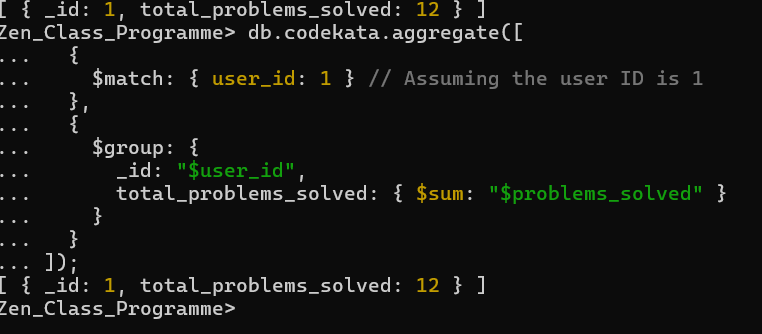 [ { _id: 1, total_problems_solved: 12 } ]
Zen_Class_Programme> db.codekata.aggregate([
...   {
...     $match: { user_id: 1 } // Assuming the user ID is 1
...   },
...   {
...     $group: {
...       _id: "$user_id",
...       total_problems_solved: { $sum: "$problems_solved" }
...     }
...   }
... ]);
[ { _id: 1, total_problems_solved: 12 } ]
Zen_Class_Programme>